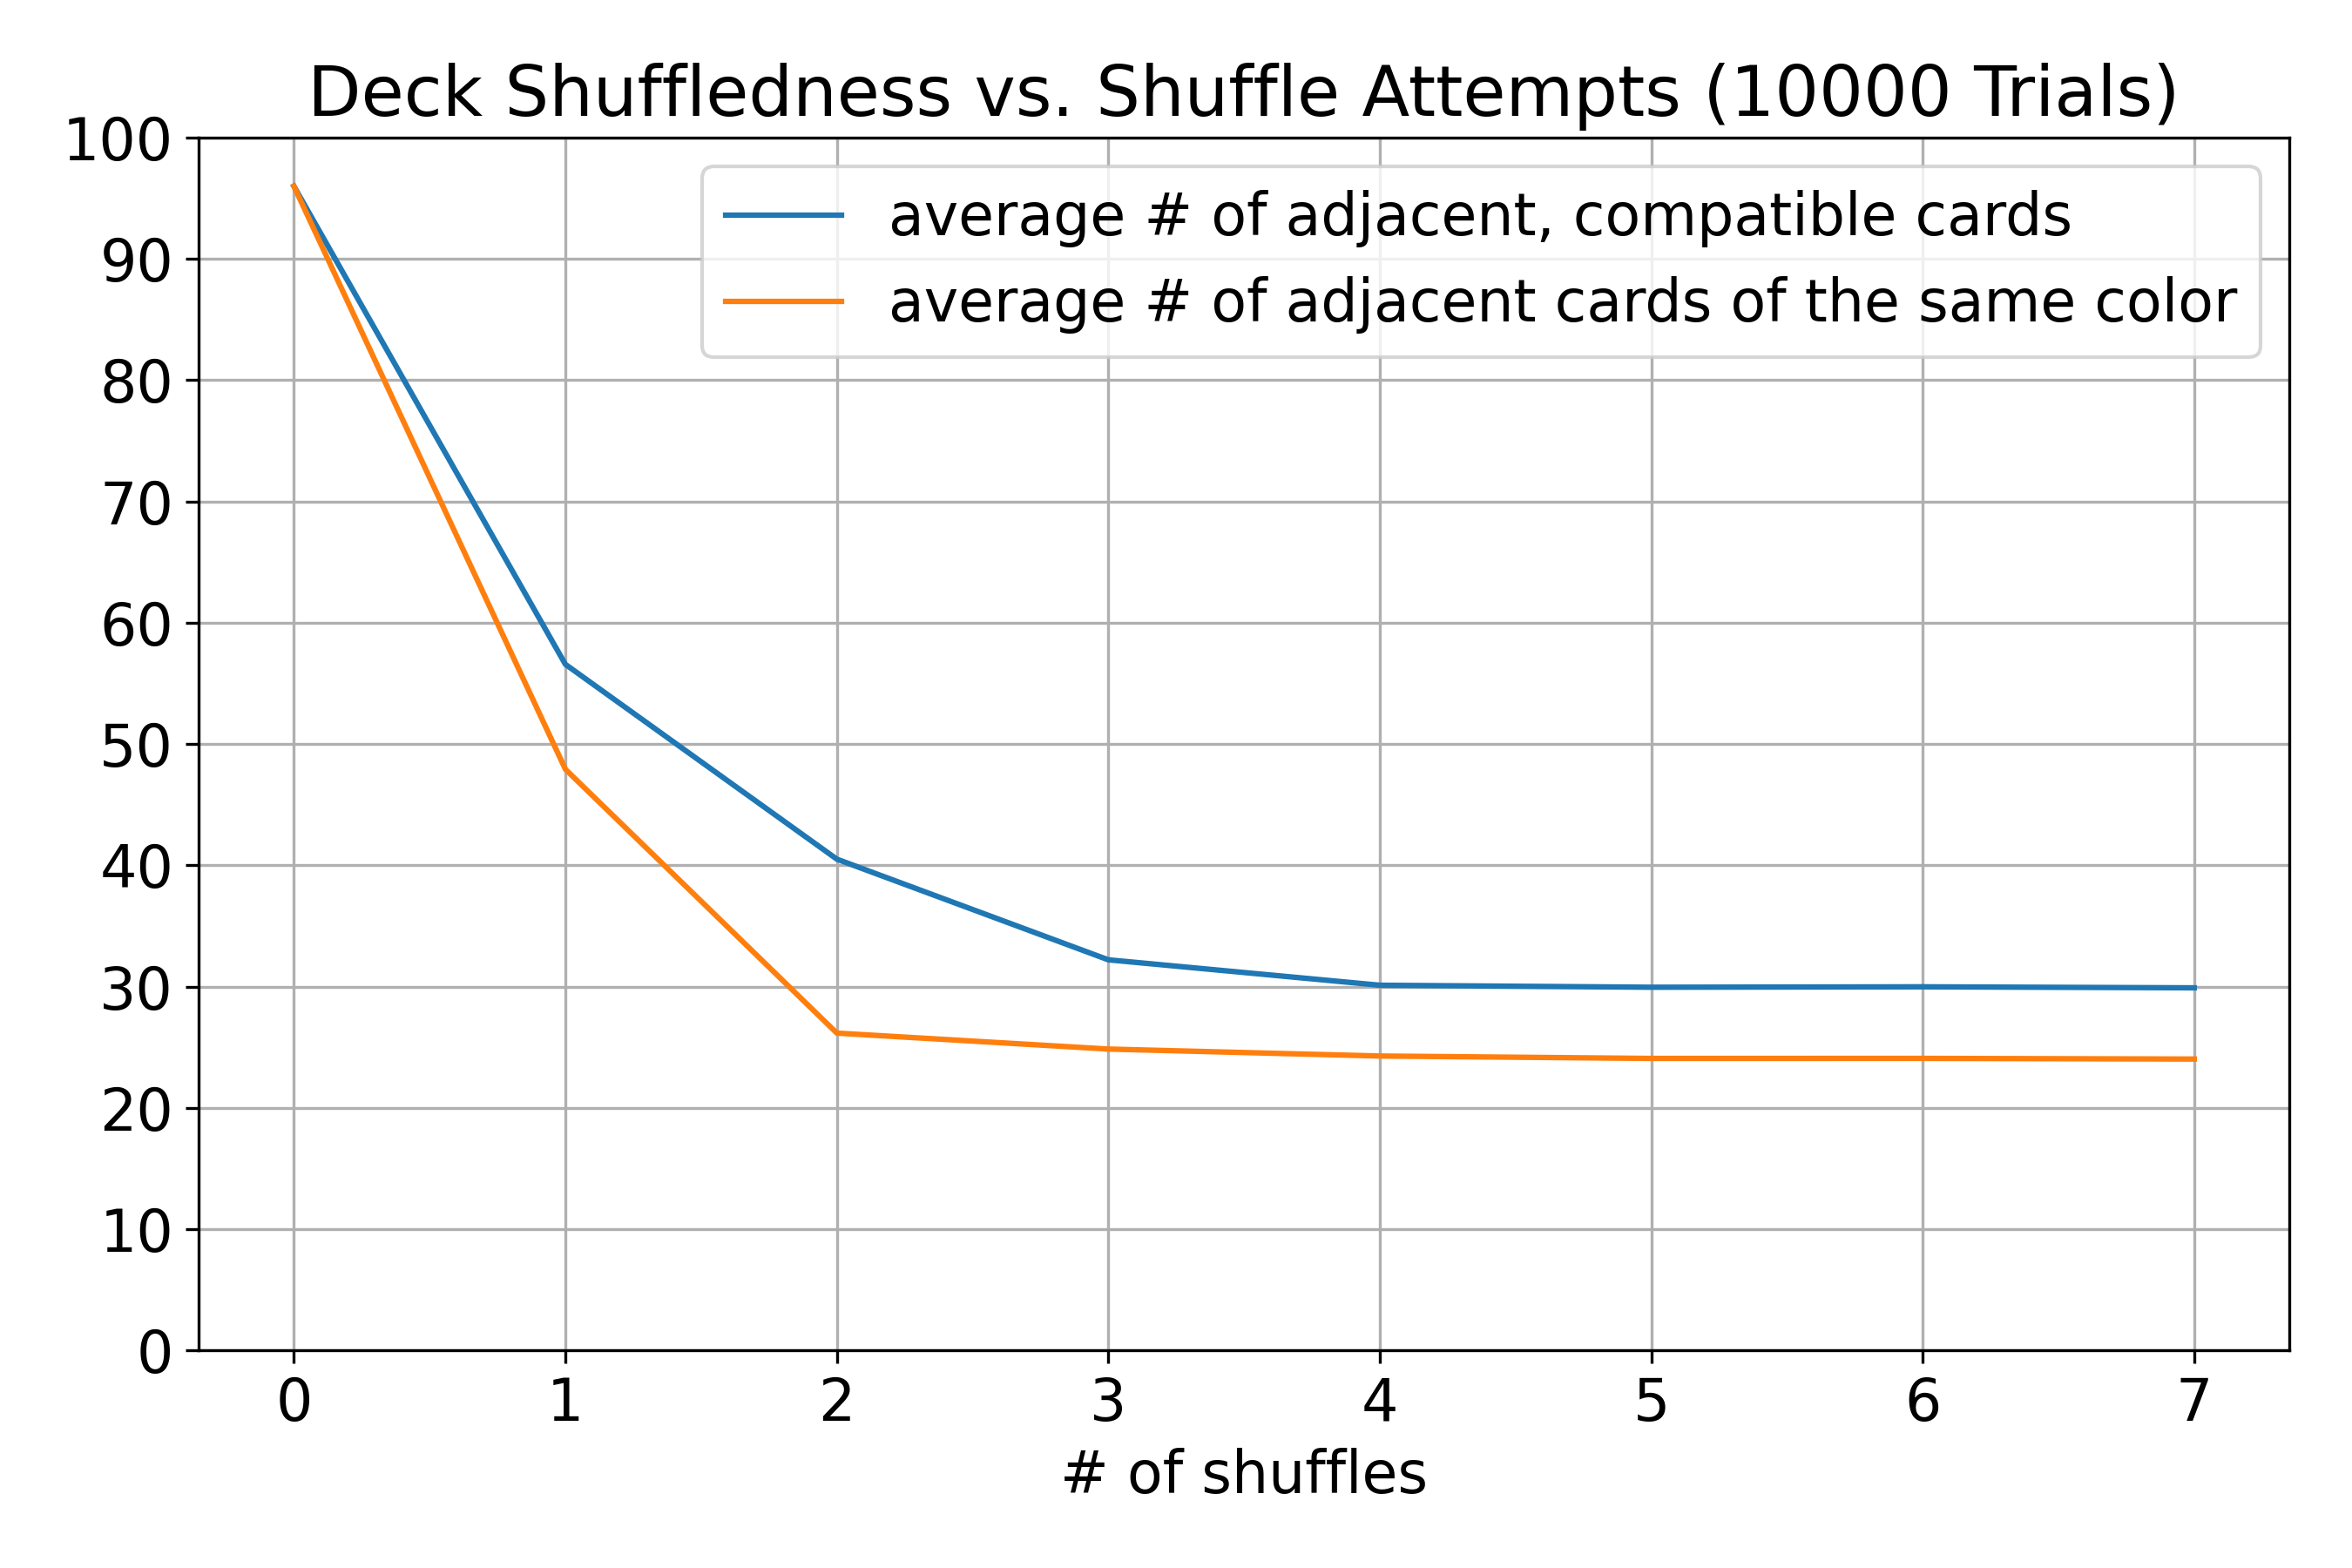 Deck Shuffledness vs. Shuffle Attempts (10000 Trials)
average # of adjacent, compatible cards
average # of adjacent cards of the same color
100
90
80
70
60
50
40
30
20
10
0
0 1 2 3 4 5 6 7
# of shuffles